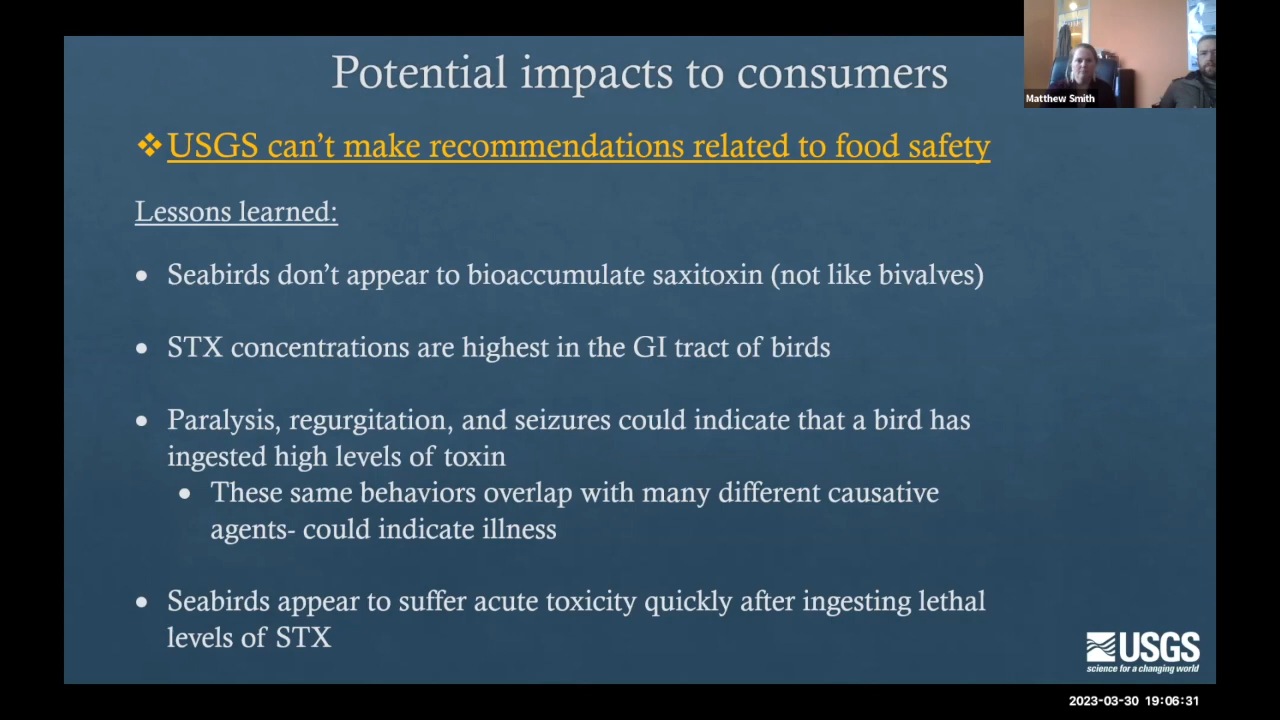 Potential impacts to consumers
Matthew Smith
❖ USGS can't make recommendations related to food safety
Lessons learned:
• Seabirds don't appear to bioaccumulate saxitoxin (not like bivalves)
• STX concentrations are highest in the GI tract of birds
• Paralysis, regurgitation, and seizures could indicate that a bird has
ingested high levels of toxin
• These same behaviors overlap with many different causative
agents- could indicate illness
• Seabirds appear to suffer acute toxicity quickly after ingesting lethal
levels of STX
USGS
science for a changing world
2023-03-30 19:06:31